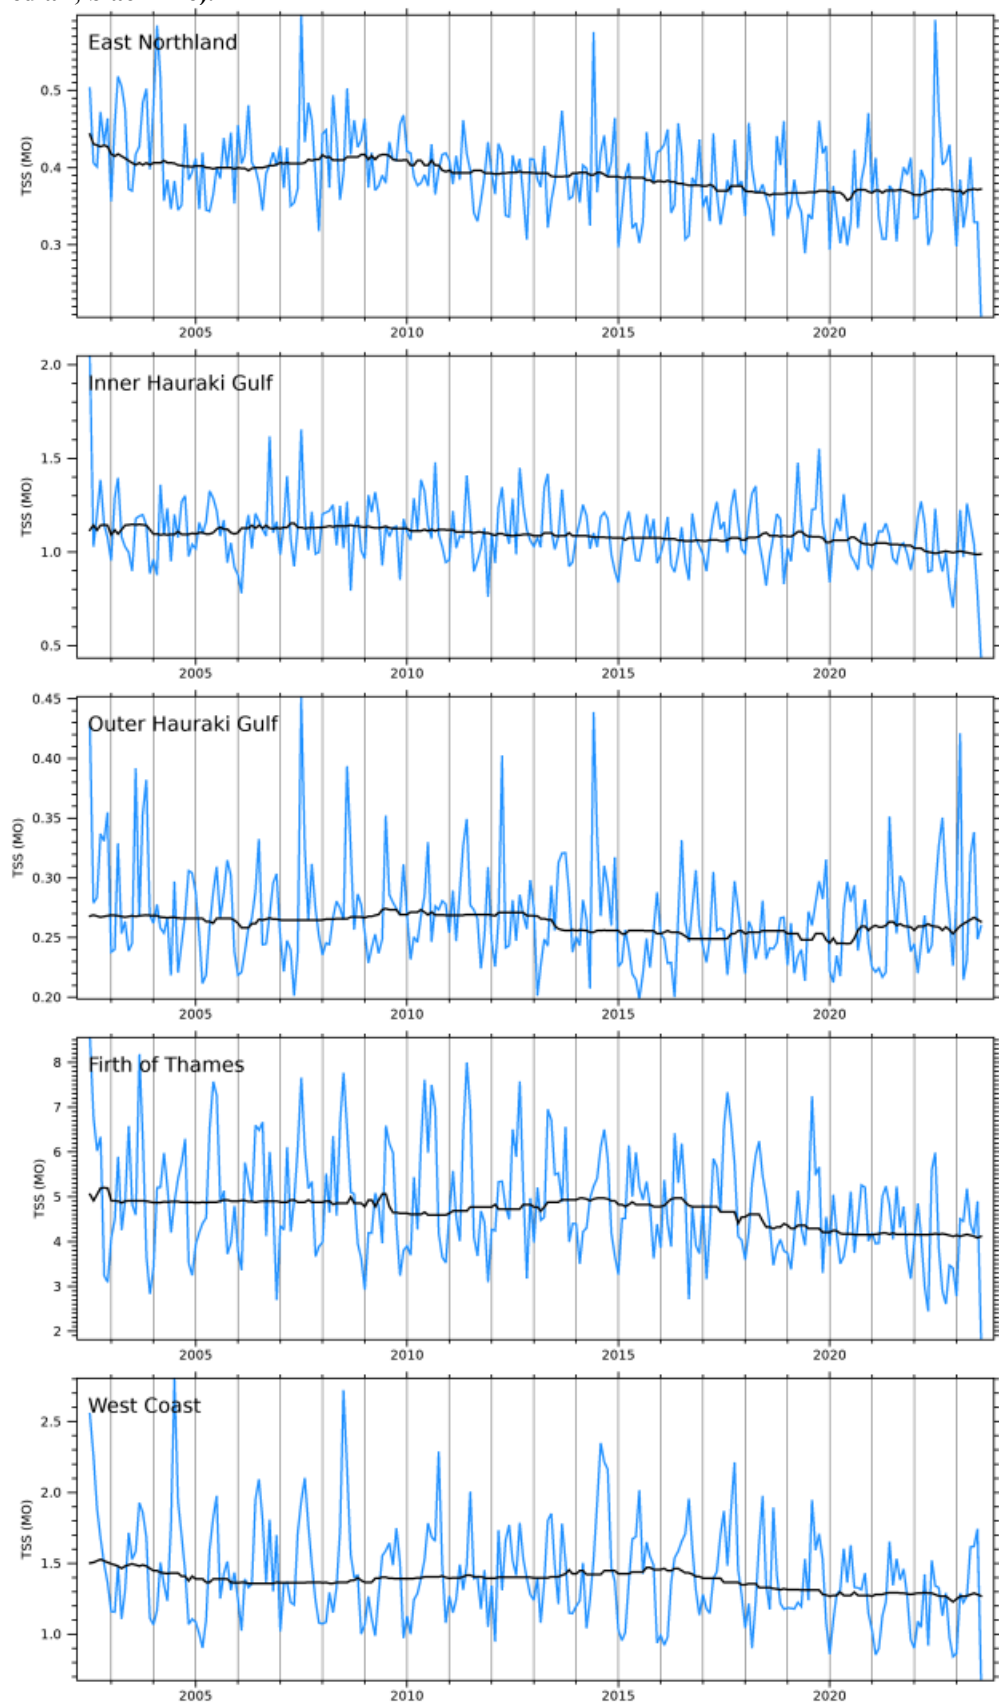 East Northland
0.5
0.4
0.3
TSS (MO)
2005 2010 2015 2020
Inner Hauraki Gulf
2.0
1.5
1.0
0.5
TSS (MO)
2005 2010 2015 2020
Outer Hauraki Gulf
0.45
0.40
0.35
0.30
0.25
0.20
TSS (MO)
2005 2010 2015 2020
Firth of Thames
8
7
6
5
4
3
2
TSS (MO)
2005 2010 2015 2020
West Coast
2.5
2.0
1.5
1.0
TSS (MO)
2005 2010 2015 2020